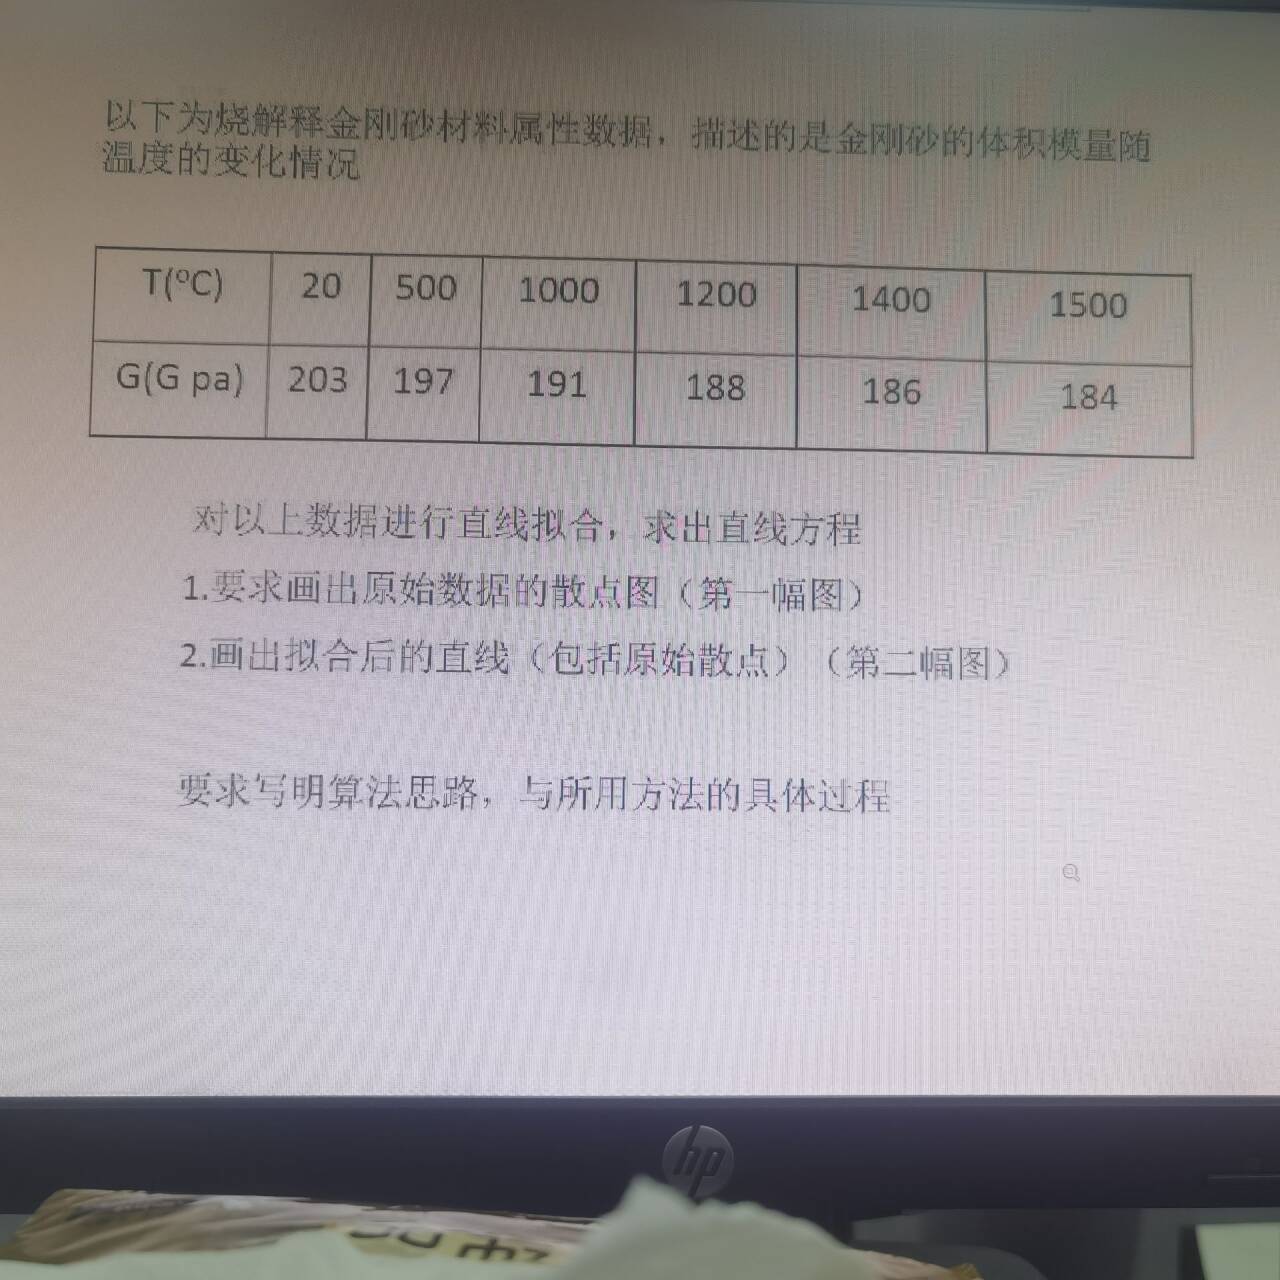 以下为烧解释金刚砂材料属性数据，描述的是金刚砂的体积模量随
温度的变化情况
T(ºC) 20 500 1000 1200 1400 1500
G(G pa) 203 197 191 188 186 184
对以上数据进行直线拟合，求出直线方程
1.要求画出原始数据的散点图（第一幅图）
2.画出拟合后的直线（包括原始散点）（第二幅图）
要求写明算法思路，与所用方法的具体过程
hp